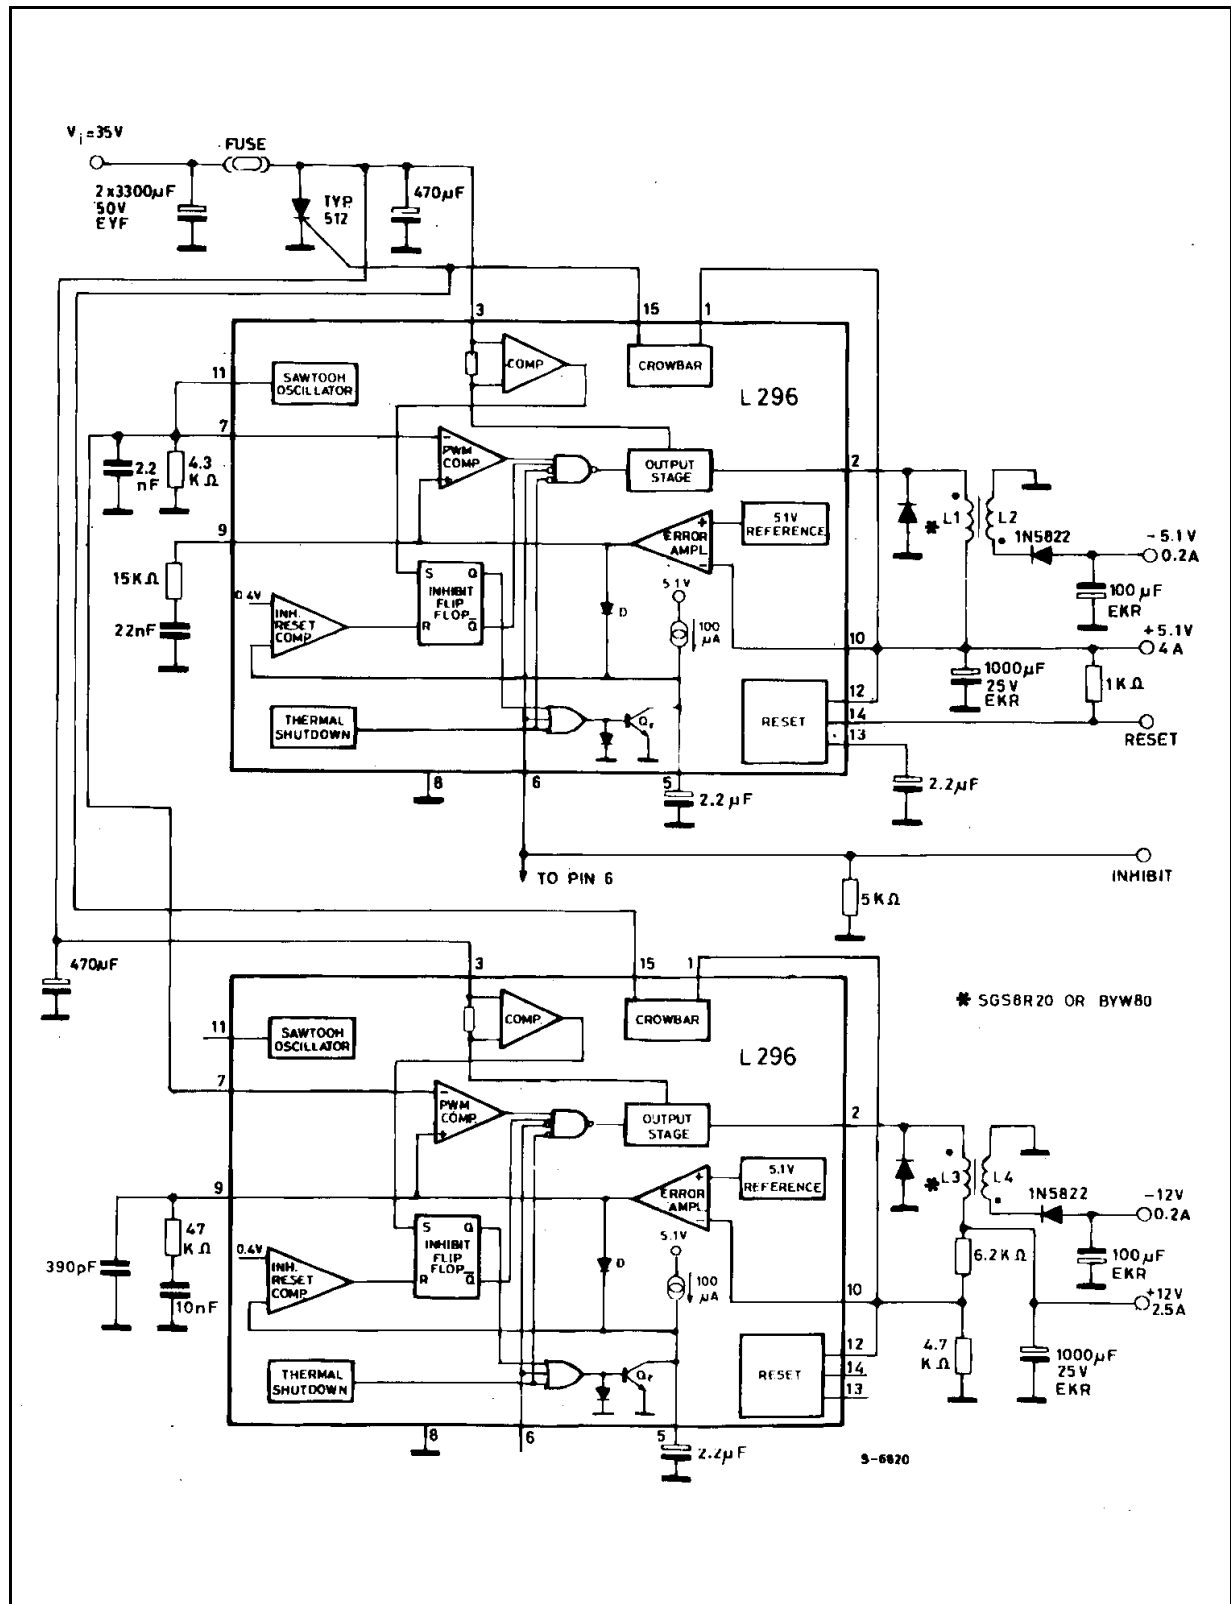 Vi=35V
FUSE
2x3300µF
50V
EYF
TYP.
512
470µF
3
15
1
COMP
CROWBAR
L296
11
SAWTOOH
OSCILLATOR
7
2.2
nF
4.3
KΩ
-
PWM
COMP.
+
OUTPUT
STAGE
2
* L1
L2
1N5822
-5.1V
0.2A
100µF
EKR
9
+
ERROR
AMPL.
-
5.1V
REFERENCE
15KΩ
22nF
0.4V
INH.
RESET
COMP.
S Q
INHIBIT
FLIP
FLOP
R Q
D
5.1V
100
µA
10
+5.1V
4A
1000µF
25V
EKR
1KΩ
12
14
13
RESET
RESET
THERMAL
SHUTDOWN
Qr
8
6
5
2.2µF
2.2µF
TO PIN 6
INHIBIT
5KΩ
470µF
3
15
1
COMP.
CROWBAR
L296
* SGS8R20 OR BYW80
11
SAWTOOH
OSCILLATOR
7
-
PWM
COMP.
+
OUTPUT
STAGE
2
* L3
L4
1N5822
-12V
0.2A
100µF
EKR
9
+
ERROR
AMPL.
-
5.1V
REFERENCE
47
KΩ
390pF
10nF
0.4V
INH.
RESET
COMP.
S Q
INHIBIT
FLIP
FLOP
R Q
D
5.1V
100
µA
6.2KΩ
10
+12V
2.5A
4.7
KΩ
1000µF
25V
EKR
12
14
13
RESET
THERMAL
SHUTDOWN
Qr
8
6
5
2.2µF
S-6820